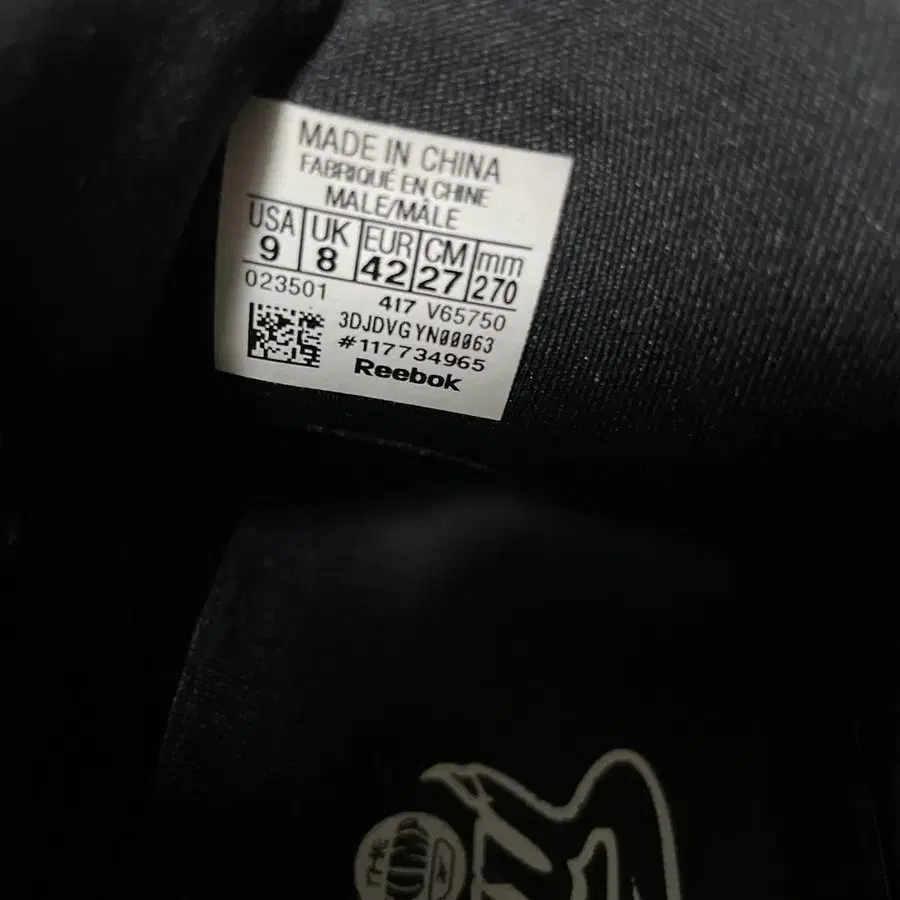 MADE IN CHINA
FABRIQUÉ EN CHINE
MALE/MÂLE
USA UK EUR CM mm
9 8 42 27 270
023501 417 V65750
3DJDVGYN00063
#117734965
Reebok
THE